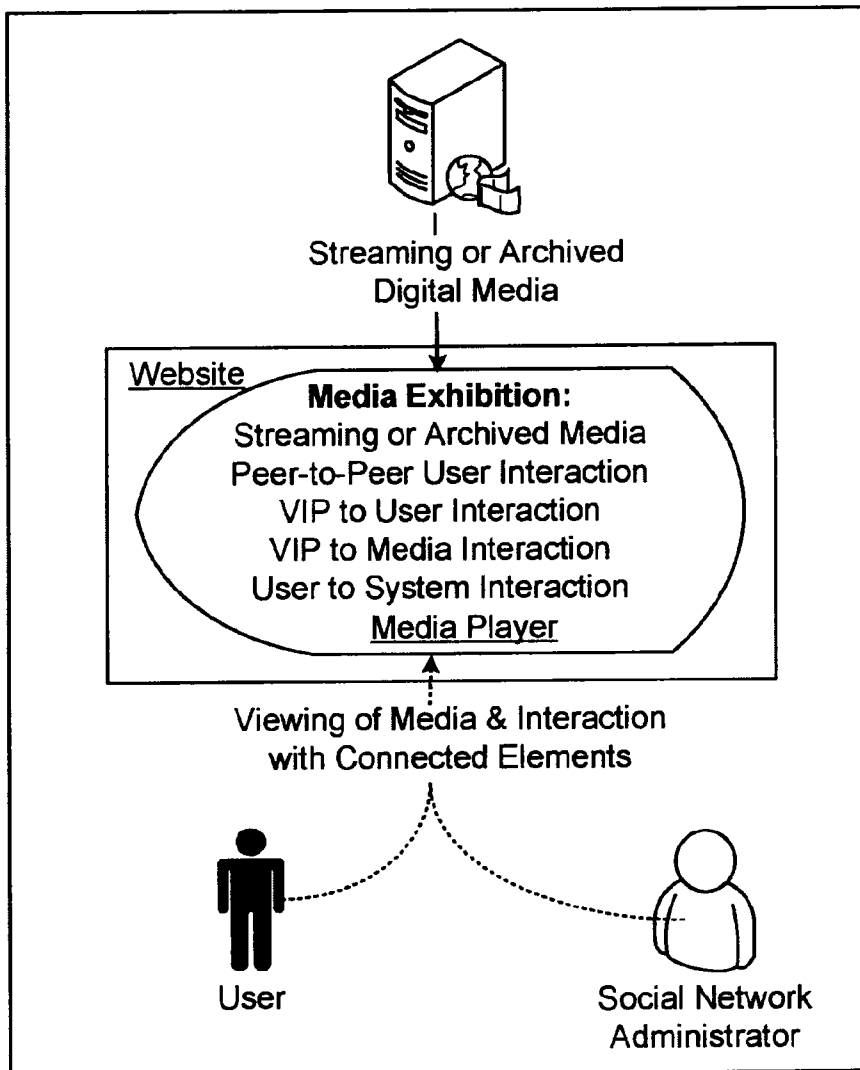 Streaming or Archived
Digital Media
Website
Media Exhibition:
Streaming or Archived Media
Peer-to-Peer User Interaction
VIP to User Interaction
VIP to Media Interaction
User to System Interaction
Media Player
Viewing of Media & Interaction
with Connected Elements
User
Social Network
Administrator